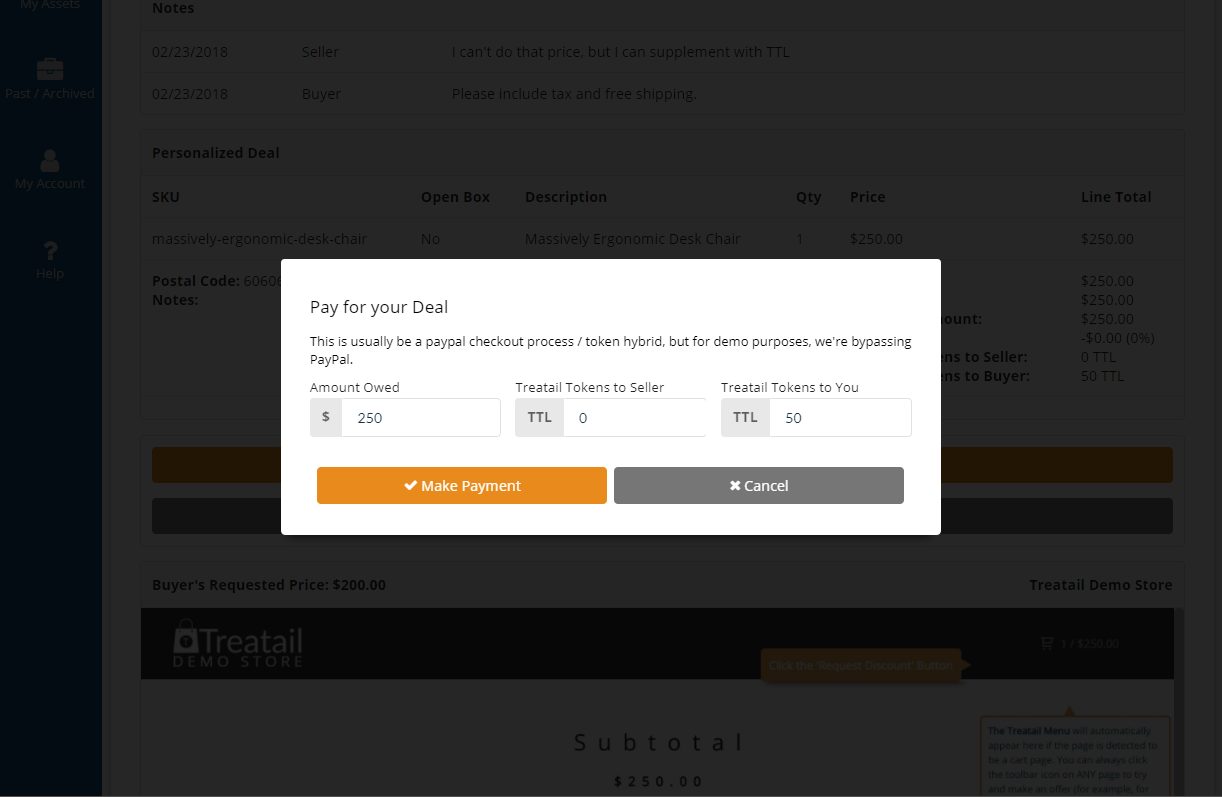 My Assets
Past / Archived
My Account
Help
Notes
02/23/2018 Seller I can't do that price, but I can supplement with TTL
02/23/2018 Buyer Please include tax and free shipping.
Personalized Deal
SKU Open Box Description Qty Price Line Total
massively-ergonomic-desk-chair No Massively Ergonomic Desk Chair 1 $250.00 $250.00
Postal Code: 60606 $250.00
Notes: $250.00
ount: $250.00
-$0.00 (0%)
ens to Seller: 0 TTL
ens to Buyer: 50 TTL
Pay for your Deal
This is usually be a paypal checkout process / token hybrid, but for demo purposes, we're bypassing
PayPal.
Amount Owed Treatail Tokens to Seller Treatail Tokens to You
$ 250 TTL 0 TTL 50
Make Payment Cancel
Buyer's Requested Price: $200.00 Treatail Demo Store
Treatail
DEMO STORE
1 / $250.00
Click the 'Request Discount' Button
Subtotal
$250.00
The Treatail Menu will automatically
appear here if the page is detected to
be a cart page. You can always click
the toolbar icon on ANY page to try
and make an offer (for example, for